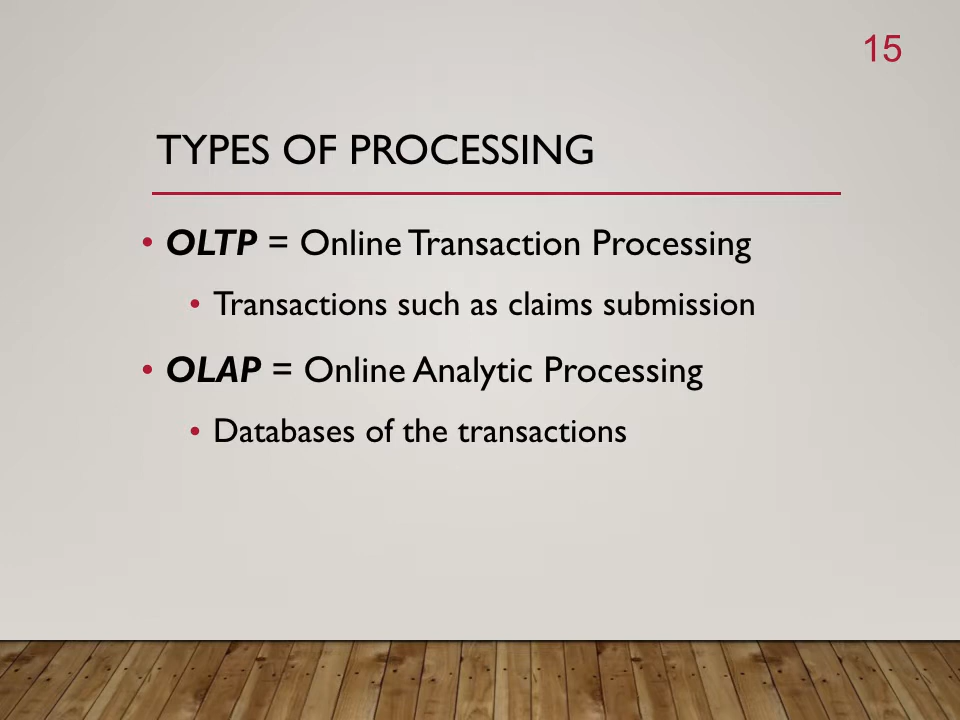 15
TYPES OF PROCESSING
• OLTP = Online Transaction Processing
• Transactions such as claims submission
• OLAP = Online Analytic Processing
• Databases of the transactions